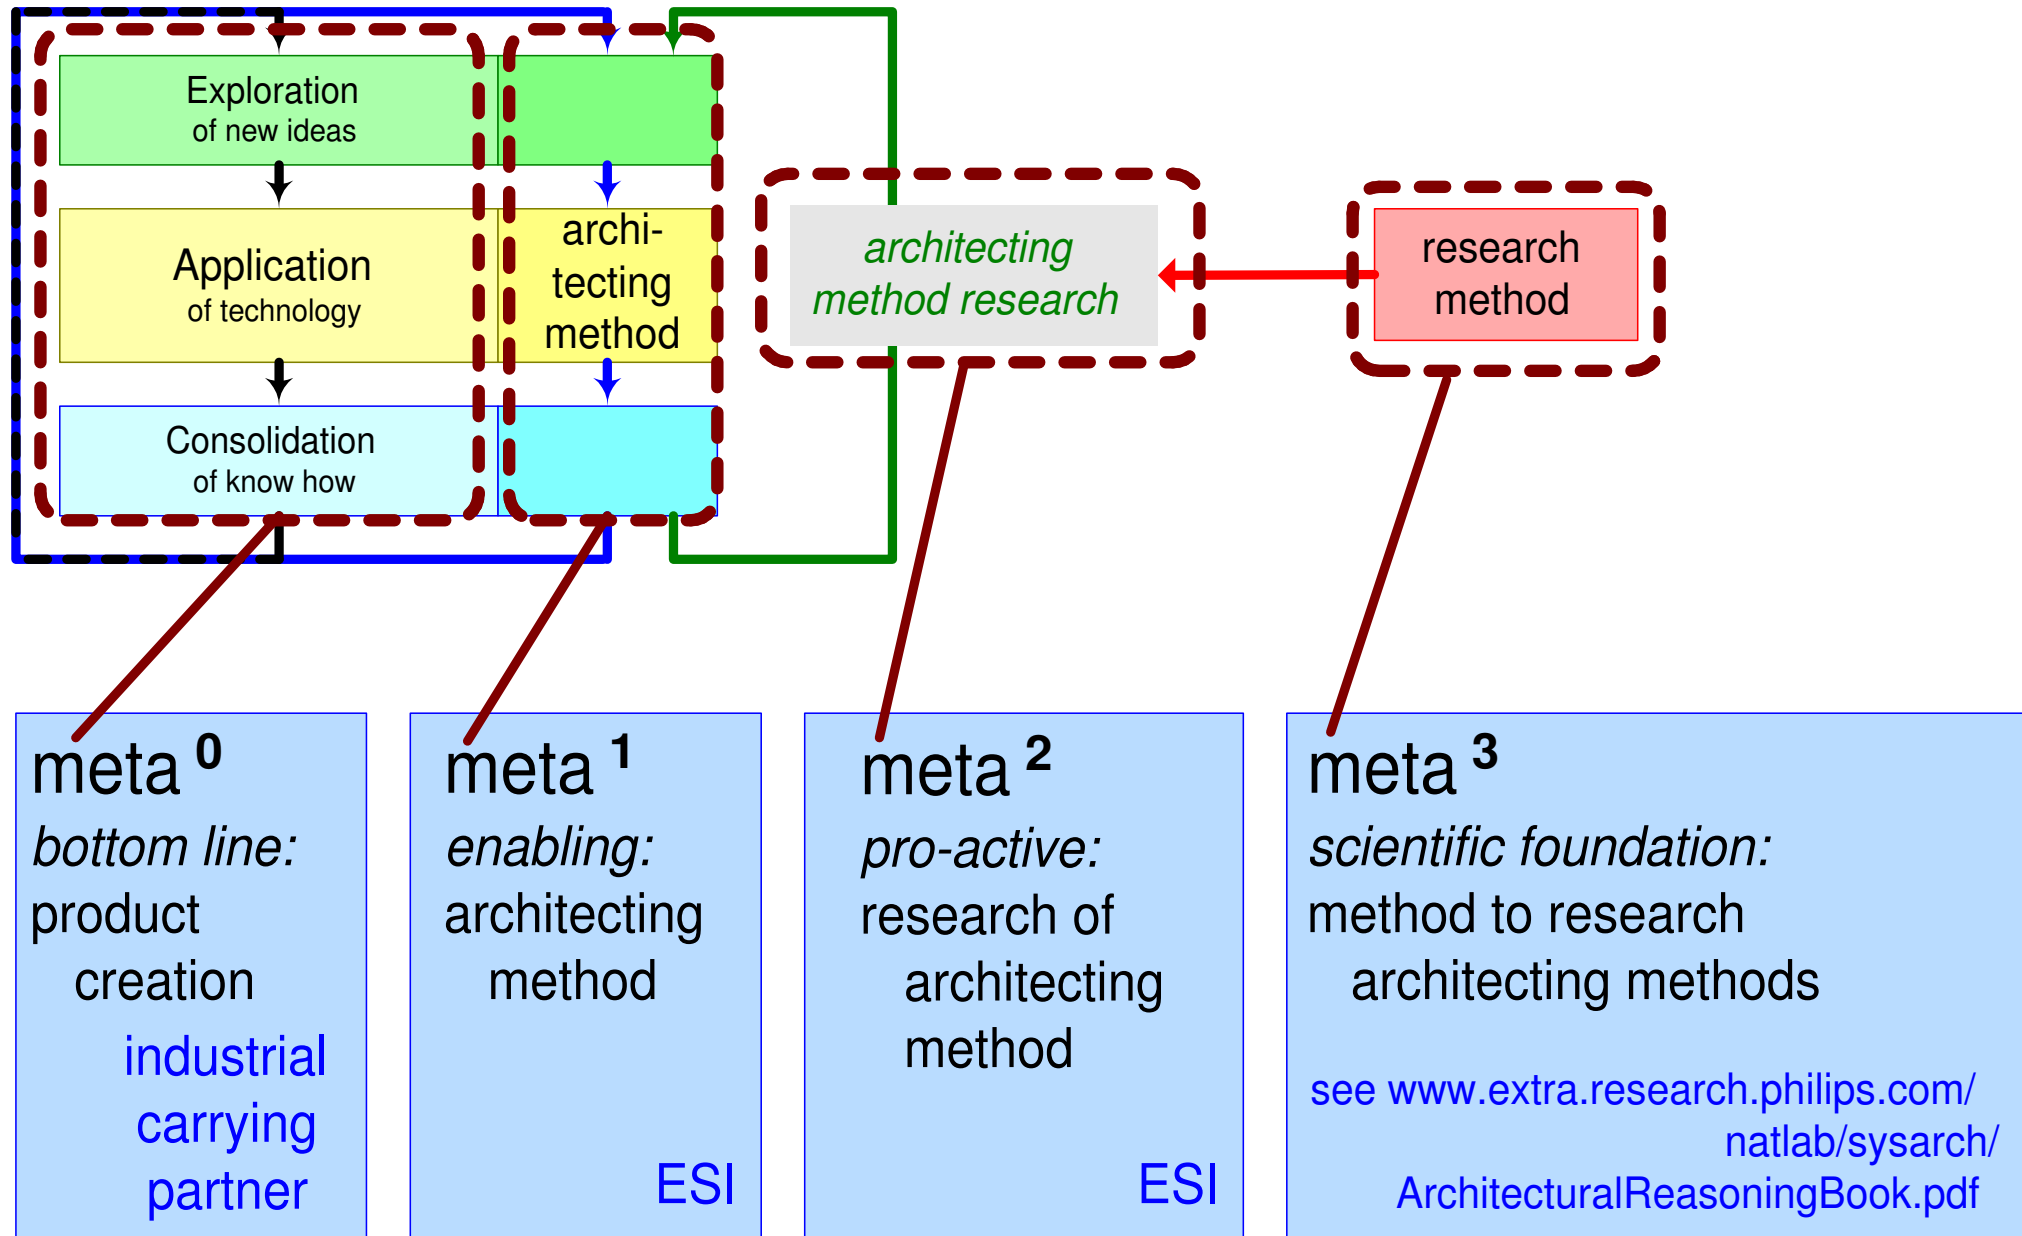 Exploration
of new ideas
Application
of technology
archi-
tecting
method
Consolidation
of know how
architecting
method research
research
method
meta 0
bottom line:
product
creation
industrial
carrying
partner
meta 1
enabling:
architecting
method
ESI
meta 2
pro-active:
research of
architecting
method
ESI
meta 3
scientific foundation:
method to research
architecting methods
see www.extra.research.philips.com/
natlab/sysarch/
ArchitecturalReasoningBook.pdf